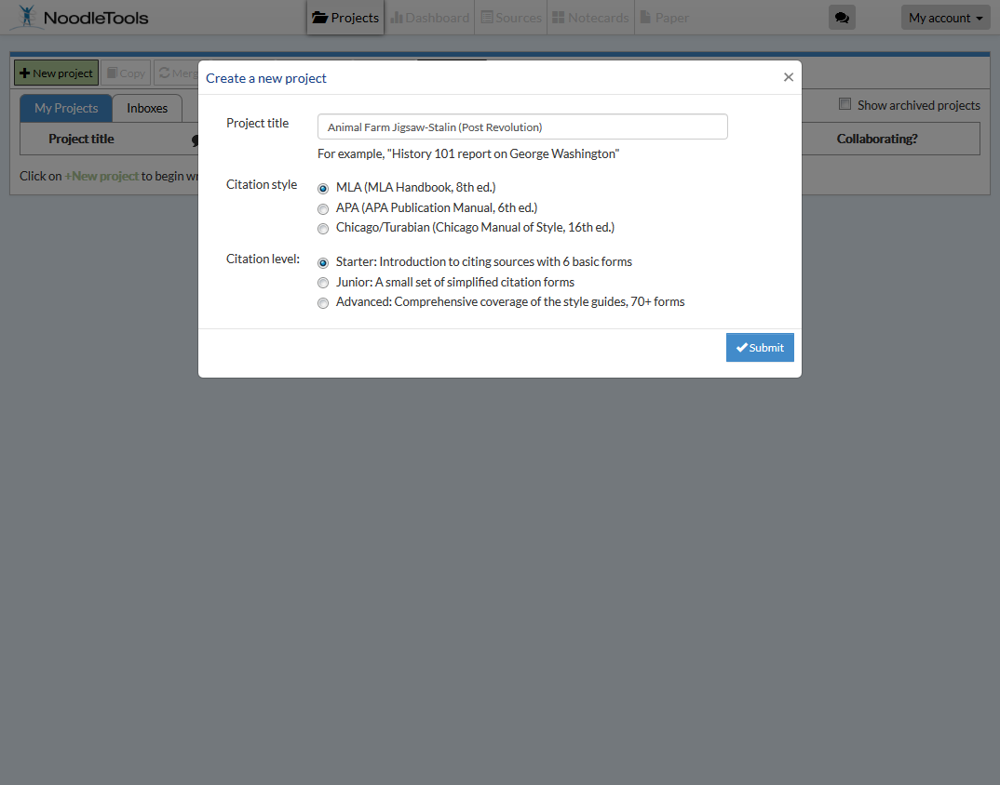 NoodleTools
Projects
Dashboard
Sources
Notecards
Paper
My account
New project
Copy
Create a new project
My Projects
Inboxes
Show archived projects
Project title
Collaborating?
Click on +New project to begin
Project title
Animal Farm Jigsaw-Stalin (Post Revolution)
For example, "History 101 report on George Washington"
Citation style
MLA (MLA Handbook, 8th ed.)
APA (APA Publication Manual, 6th ed.)
Chicago/Turabian (Chicago Manual of Style, 16th ed.)
Citation level:
Starter: Introduction to citing sources with 6 basic forms
Junior: A small set of simplified citation forms
Advanced: Comprehensive coverage of the style guides, 70+ forms
Submit